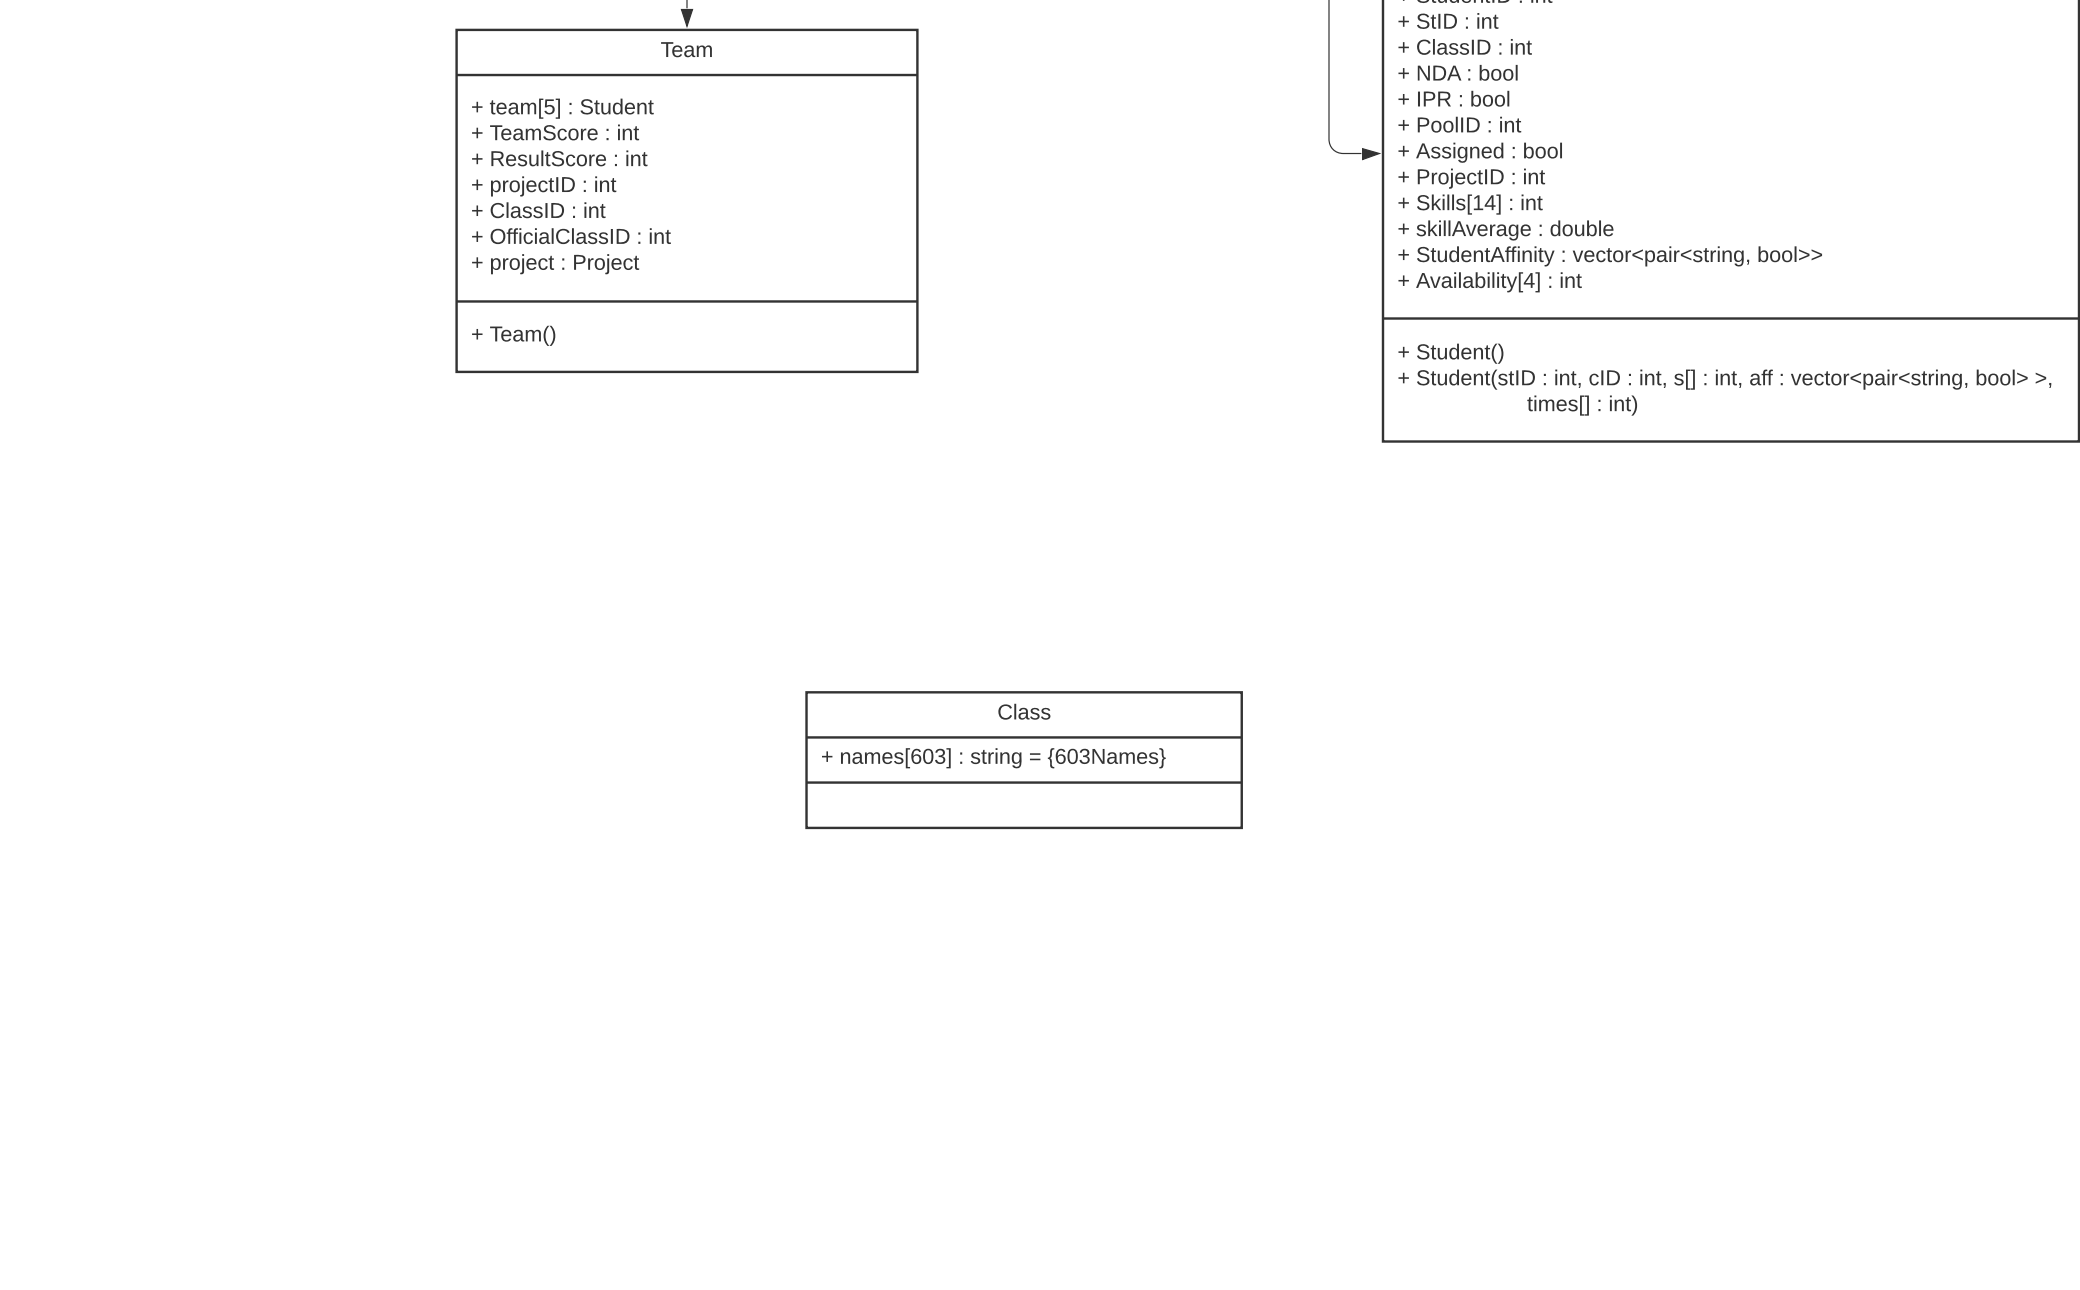 Team
+ team[5] : Student
+ TeamScore : int
+ ResultScore : int
+ projectID : int
+ ClassID : int
+ OfficialClassID : int
+ project : Project
+ Team()
+ StudentID : int
+ StID : int
+ ClassID : int
+ NDA : bool
+ IPR : bool
+ PoolID : int
+ Assigned : bool
+ ProjectID : int
+ Skills[14] : int
+ skillAverage : double
+ StudentAffinity : vector<pair<string, bool>>
+ Availability[4] : int
+ Student()
+ Student(stID : int, cID : int, s[] : int, aff : vector<pair<string, bool> >,
times[] : int)
Class
+ names[603] : string = {603Names}